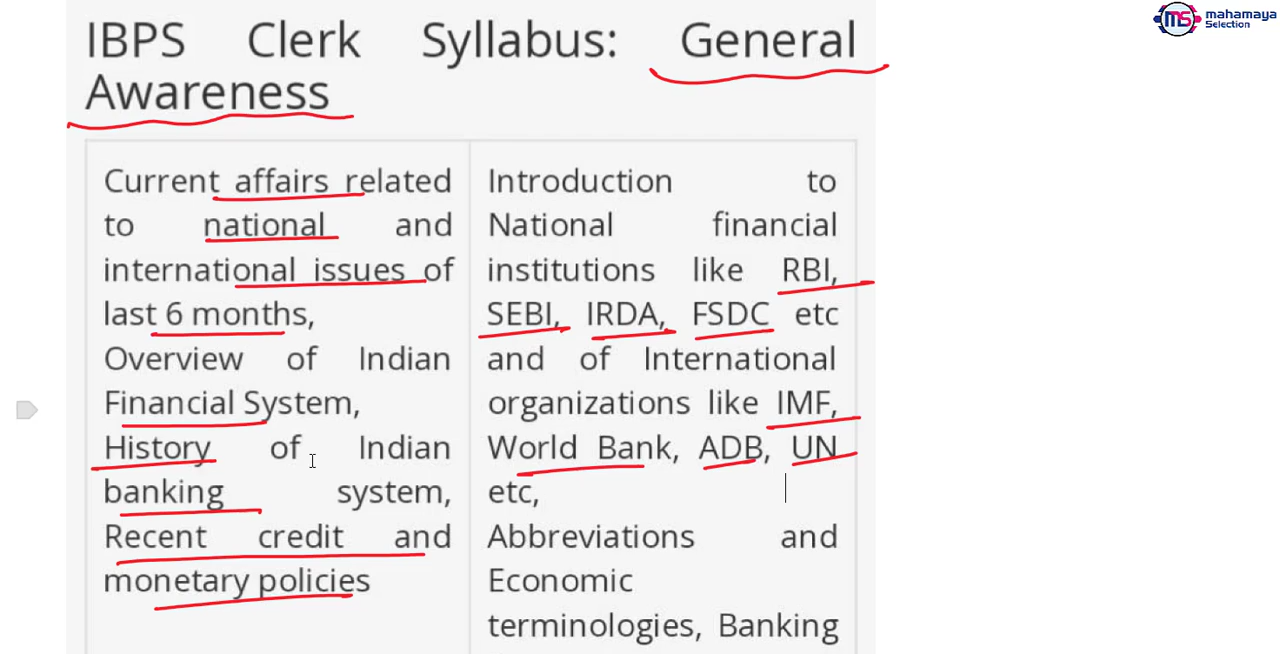 mahamaya
Selection
IBPS Clerk Syllabus: General
Awareness
Current affairs related
to national and
international issues of
last 6 months,
Overview of Indian
Financial System,
History of Indian
banking system,
Recent credit and
monetary policies
Introduction to
National financial
institutions like RBI,
SEBI, IRDA, FSDC etc
and of International
organizations like IMF,
World Bank, ADB, UN
etc,
Abbreviations and
Economic
terminologies, Banking